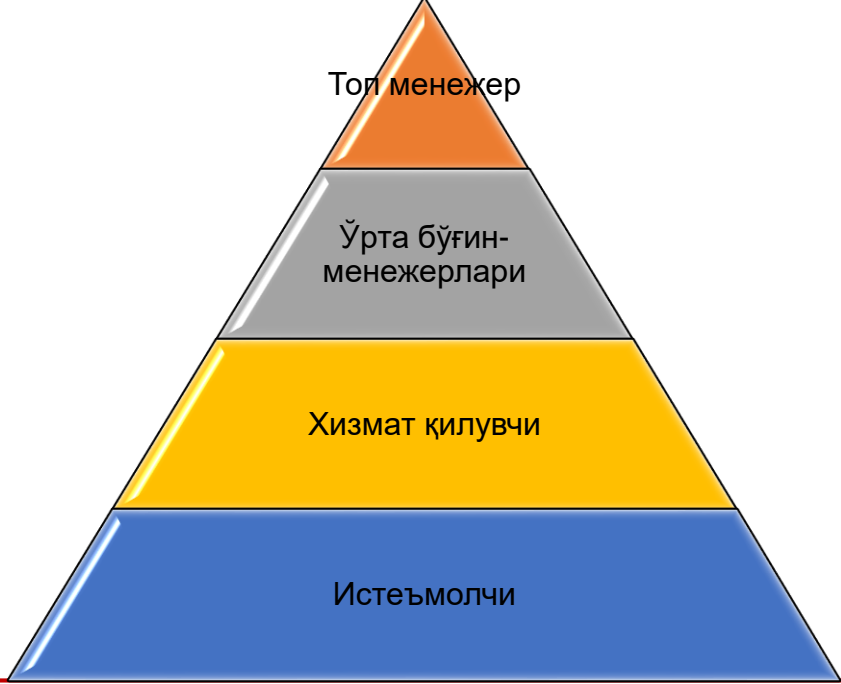 Топ менежер
Ўрта бўғин-
менежерлари
Хизмат қилувчи
Истеъмолчи